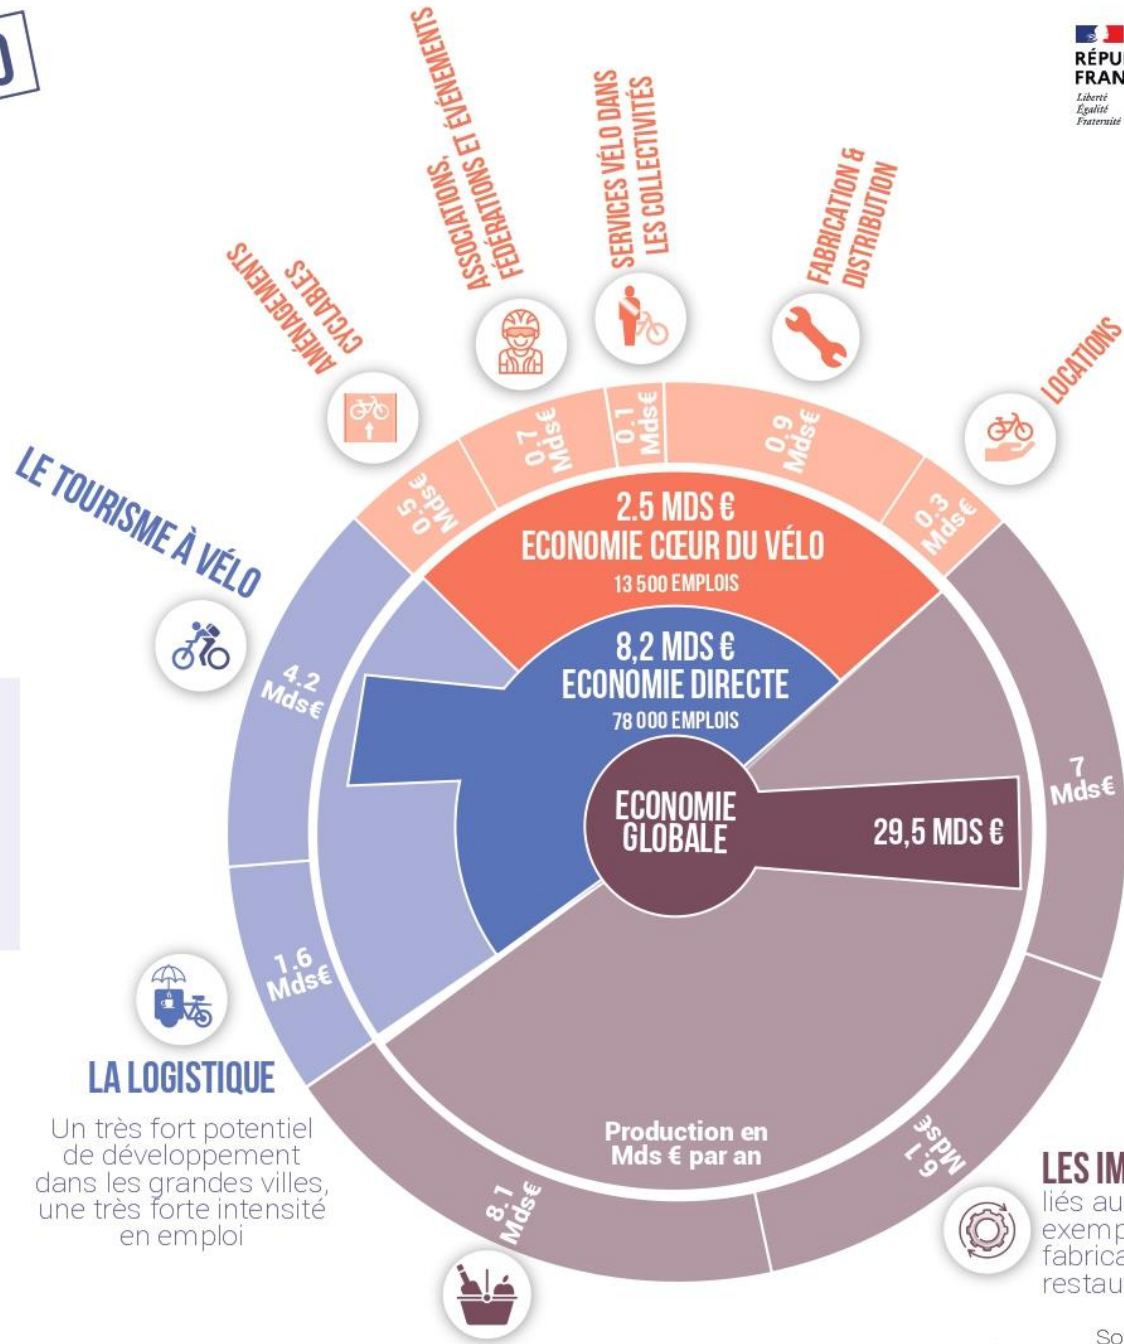 RÉPU
FRAN
Liberté
Égalité
Fraternité
AMÉNAGEMENTS
CYCLABLES
ASSOCIATIONS,
FÉDÉRATIONS ET ÉVÉNEMENTS
SERVICES VÉLO DANS
LES COLLECTIVITÉS
FABRICATION &
DISTRIBUTION
LOCATIONS
0.5
Mds€
0.7
Mds€
0.1
Mds€
0.9
Mds€
0.3
Mds€
2.5 MDS €
ECONOMIE CŒUR DU VÉLO
13 500 EMPLOIS
8,2 MDS €
ECONOMIE DIRECTE
78 000 EMPLOIS
ECONOMIE
GLOBALE
29,5 MDS €
LE TOURISME À VÉLO
4.2
Mds€
7
Mds€
1.6
Mds€
LA LOGISTIQUE
Un très fort potentiel
de développement
dans les grandes villes,
une très forte intensité
en emploi
Production en
Mds € par an
8.1
Mds€
6.1
Mds€
LES IM
liés au
exemp
fabrica
restau
So